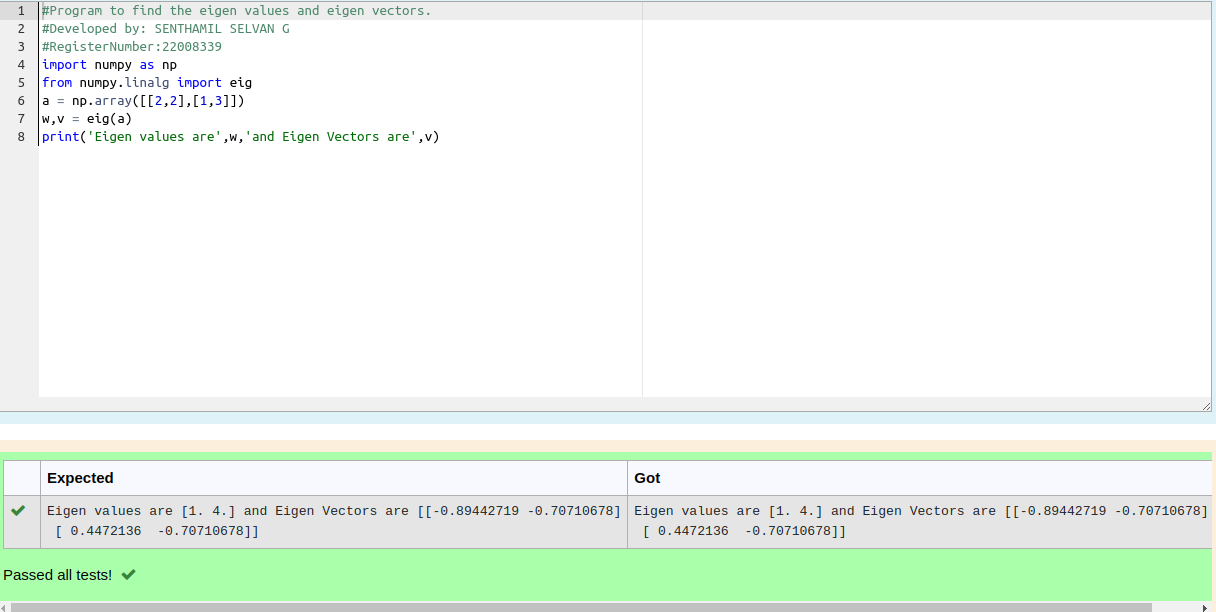 1 #Program to find the eigen values and eigen vectors.
2 #Developed by: SENTHAMIL SELVAN G
3 #RegisterNumber:22008339
4 import numpy as np
5 from numpy.linalg import eig
6 a = np.array([[2,2],[1,3]])
7 w,v = eig(a)
8 print('Eigen values are',w,'and Eigen Vectors are',v)
Expected Got
Eigen values are [1. 4.] and Eigen Vectors are [[-0.89442719 -0.70710678] Eigen values are [1. 4.] and Eigen Vectors are [[-0.89442719 -0.70710678]
[ 0.4472136  -0.70710678]] [ 0.4472136  -0.70710678]]
Passed all tests!